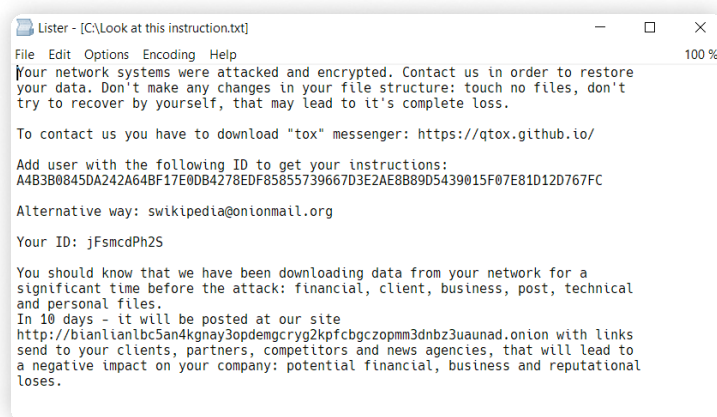 Lister - [C:\Look at this instruction.txt]
File Edit Options Encoding Help 100 %
Your network systems were attacked and encrypted. Contact us in order to restore
your data. Don't make any changes in your file structure: touch no files, don't
try to recover by yourself, that may lead to it's complete loss.
To contact us you have to download "tox" messenger: https://qtox.github.io/
Add user with the following ID to get your instructions:
A4B3B0845DA242A64BF17E0DB4278EDF85855739667D3E2AE8B89D5439015F07E81D12D767FC
Alternative way: swikipedia@onionmail.org
Your ID: jFsmcdPh2S
You should know that we have been downloading data from your network for a
significant time before the attack: financial, client, business, post, technical
and personal files.
In 10 days - it will be posted at our site
http://bianlianlbc5an4kgnay3opdemgcryg2kpfcbgczopmm3dnbz3uaunad.onion with links
send to your clients, partners, competitors and news agencies, that will lead to
a negative impact on your company: potential financial, business and reputational
loses.